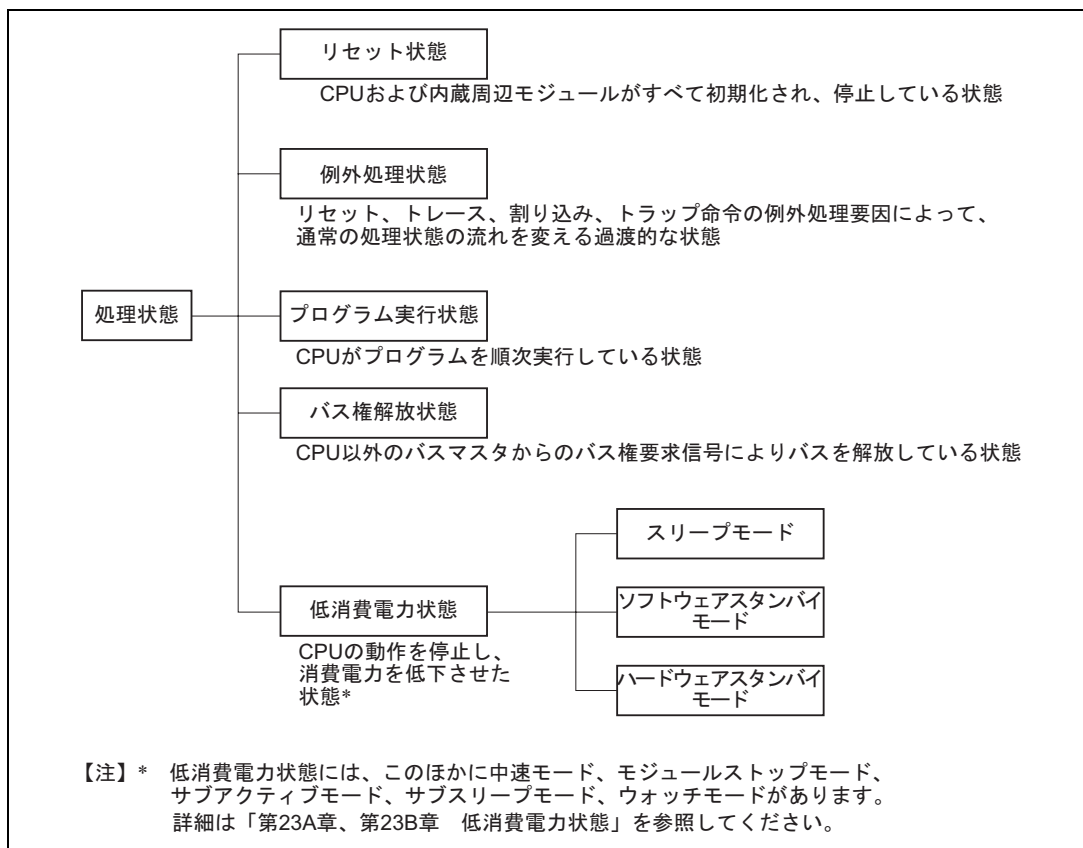 リセット状態
CPUおよび内蔵周辺モジュールがすべて初期化され、停止している状態
例外処理状態
リセット、トレース、割り込み、トラップ命令の例外処理要因によって、
通常の処理状態の流れを変える過渡的な状態
処理状態
プログラム実行状態
CPUがプログラムを順次実行している状態
バス権解放状態
CPU以外のバスマスタからのバス権要求信号によりバスを解放している状態
スリープモード
低消費電力状態
ソフトウェアスタンバイ
モード
CPUの動作を停止し、
消費電力を低下させた
状態*
ハードウェアスタンバイ
モード
【注】* 低消費電力状態には、このほかに中速モード、モジュールストップモード、
サブアクティブモード、サブスリープモード、ウォッチモードがあります。
詳細は「第23A章、第23B章 低消費電力状態」を参照してください。